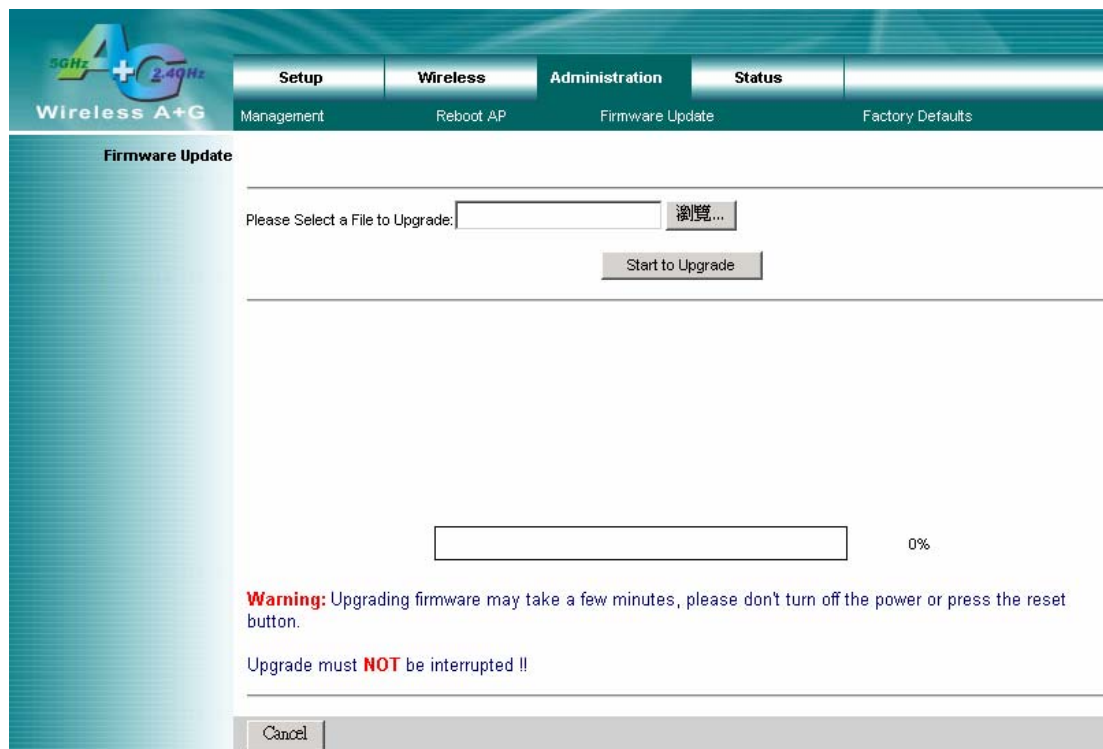 5GHz A+G 2.4GHz
Wireless A+G
Setup Wireless Administration Status
Management Reboot AP Firmware Update Factory Defaults
Firmware Update
Please Select a File to Upgrade: 瀏覽...
Start to Upgrade
0%
Warning: Upgrading firmware may take a few minutes, please don't turn off the power or press the reset
button.
Upgrade must NOT be interrupted !!
Cancel